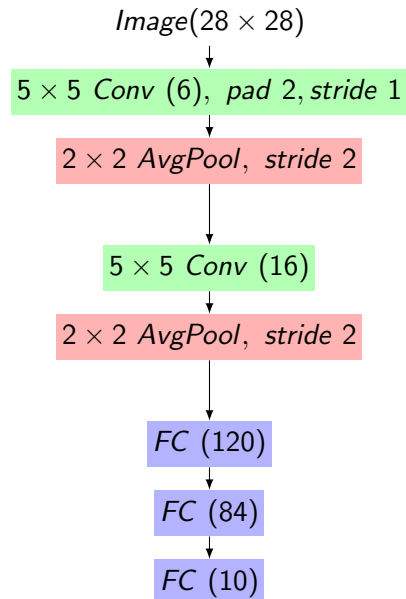 Image(28 × 28)
5 × 5 Conv (6), pad 2, stride 1
2 × 2 AvgPool, stride 2
5 × 5 Conv (16)
2 × 2 AvgPool, stride 2
FC (120)
FC (84)
FC (10)